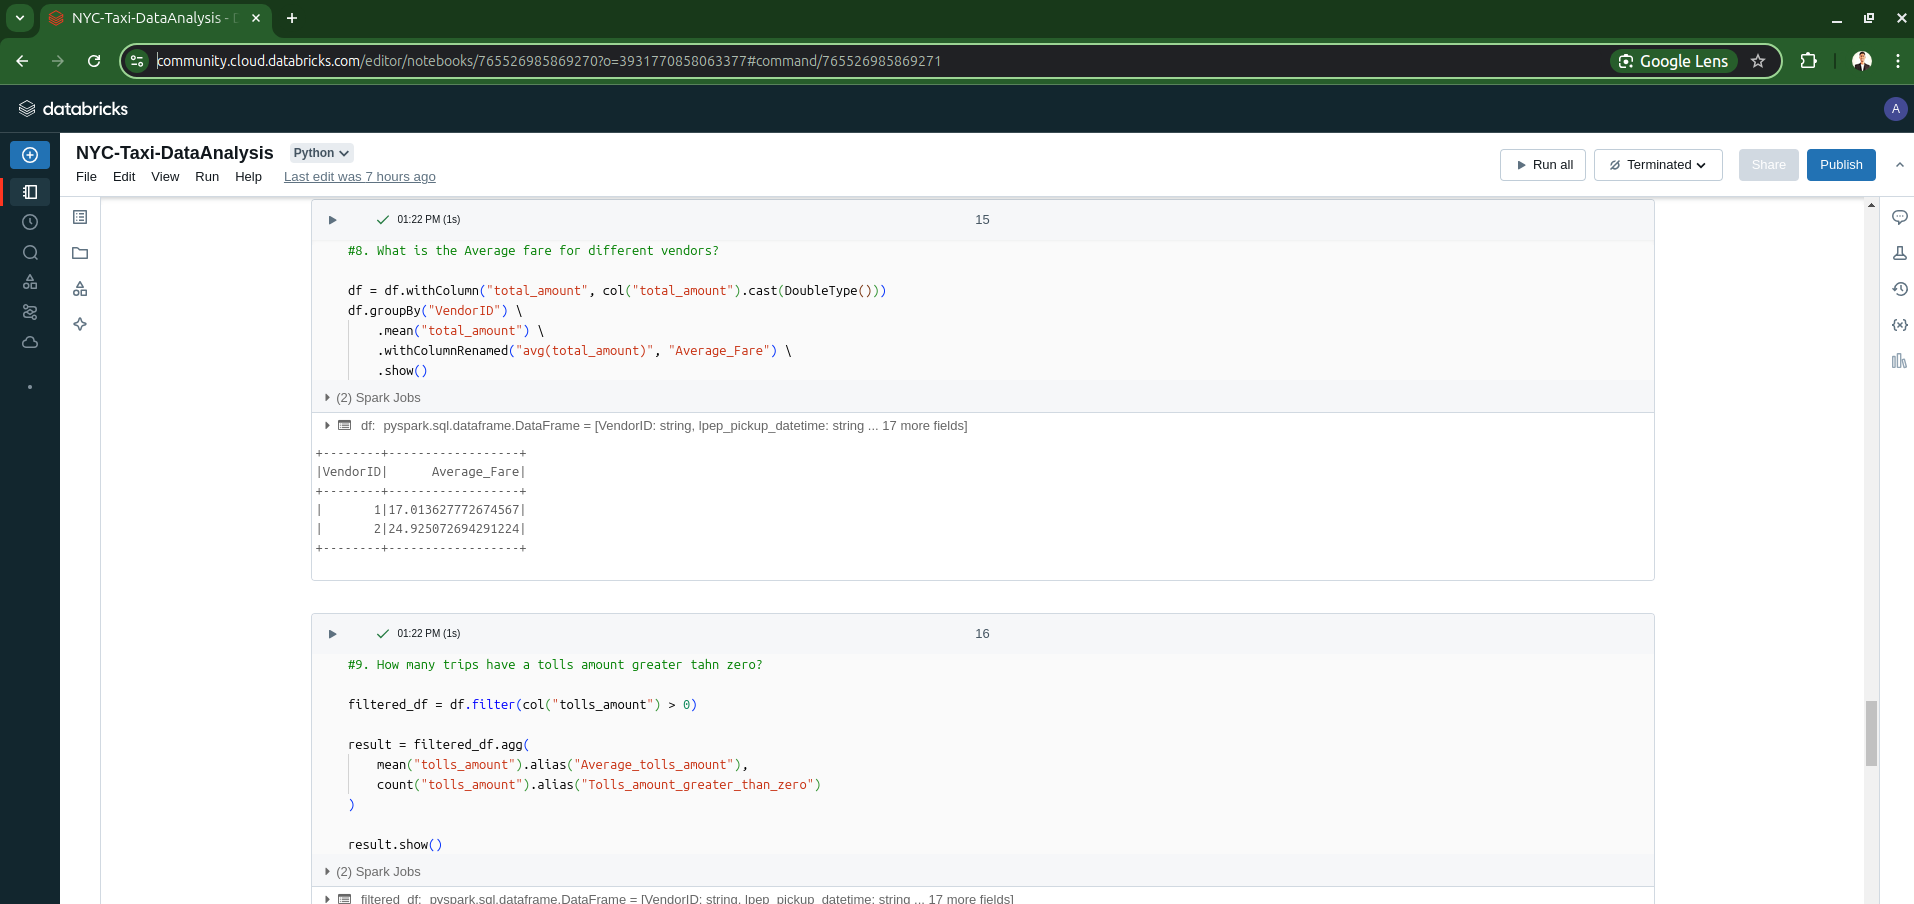 NYC-Taxi-DataAnalysis - D
community.cloud.databricks.com/editor/notebooks/765526985869270?o=3931770858063377#command/765526985869271
Google Lens
databricks
A
NYC-Taxi-DataAnalysis Python
Run all Terminated Share Publish
File Edit View Run Help Last edit was 7 hours ago
01:22 PM (1s) 15
#8. What is the Average fare for different vendors?
df = df.withColumn("total_amount", col("total_amount").cast(DoubleType()))
df.groupBy("VendorID") \
.mean("total_amount") \
.withColumnRenamed("avg(total_amount)", "Average_Fare") \
.show()
(2) Spark Jobs
df: pyspark.sql.dataframe.DataFrame = [VendorID: string, lpep_pickup_datetime: string ... 17 more fields]
+--------+------------------+
|VendorID|      Average_Fare|
+--------+------------------+
|       1|17.013627772674567|
|       2|24.925072694291224|
+--------+------------------+
01:22 PM (1s) 16
#9. How many trips have a tolls amount greater tahn zero?
filtered_df = df.filter(col("tolls_amount") > 0)
result = filtered_df.agg(
mean("tolls_amount").alias("Average_tolls_amount"),
count("tolls_amount").alias("Tolls_amount_greater_than_zero")
)
result.show()
(2) Spark Jobs
filtered_df: pyspark.sql.dataframe.DataFrame = [VendorID: string, lpep_pickup_datetime: string ... 17 more fields]